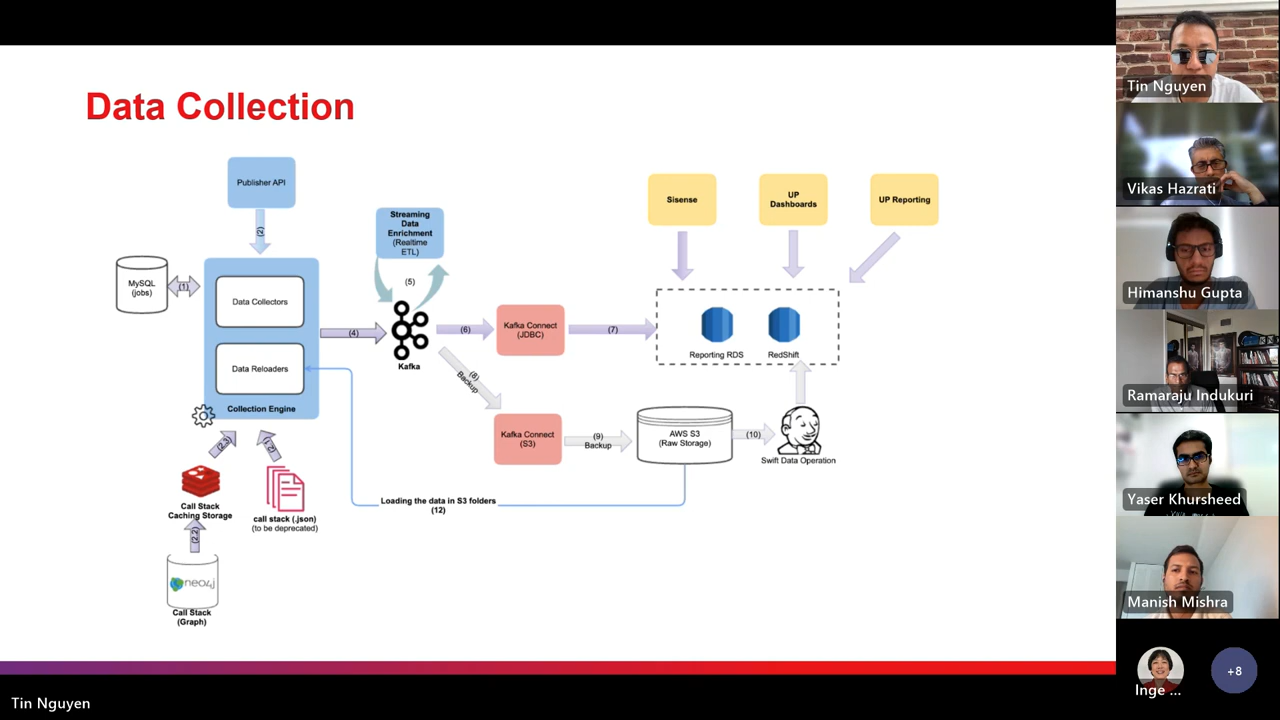 Data Collection
Publisher API
(2)
MySQL
(jobs)
(1)
Data Collectors
Data Reloaders
Collection Engine
Streaming
Data
Enrichment
(Realtime
ETL)
(5)
(4)
Kafka
(6)
Kafka Connect
(JDBC)
(7)
Sisense
UP
Dashboards
UP Reporting
Reporting RDS
RedShift
(8)
Backup
Kafka Connect
(S3)
(9)
Backup
AWS S3
(Raw Storage)
(10)
Swift Data Operation
Loading the data in S3 folders
(12)
(2.3)
Call Stack
Caching Storage
call stack (.json)
(to be deprecated)
(2.2)
neo4j
Call Stack
(Graph)
Tin Nguyen
Vikas Hazrati
Himanshu Gupta
Ramaraju Indukuri
Yaser Khursheed
Manish Mishra
Inge ...
+8
Tin Nguyen